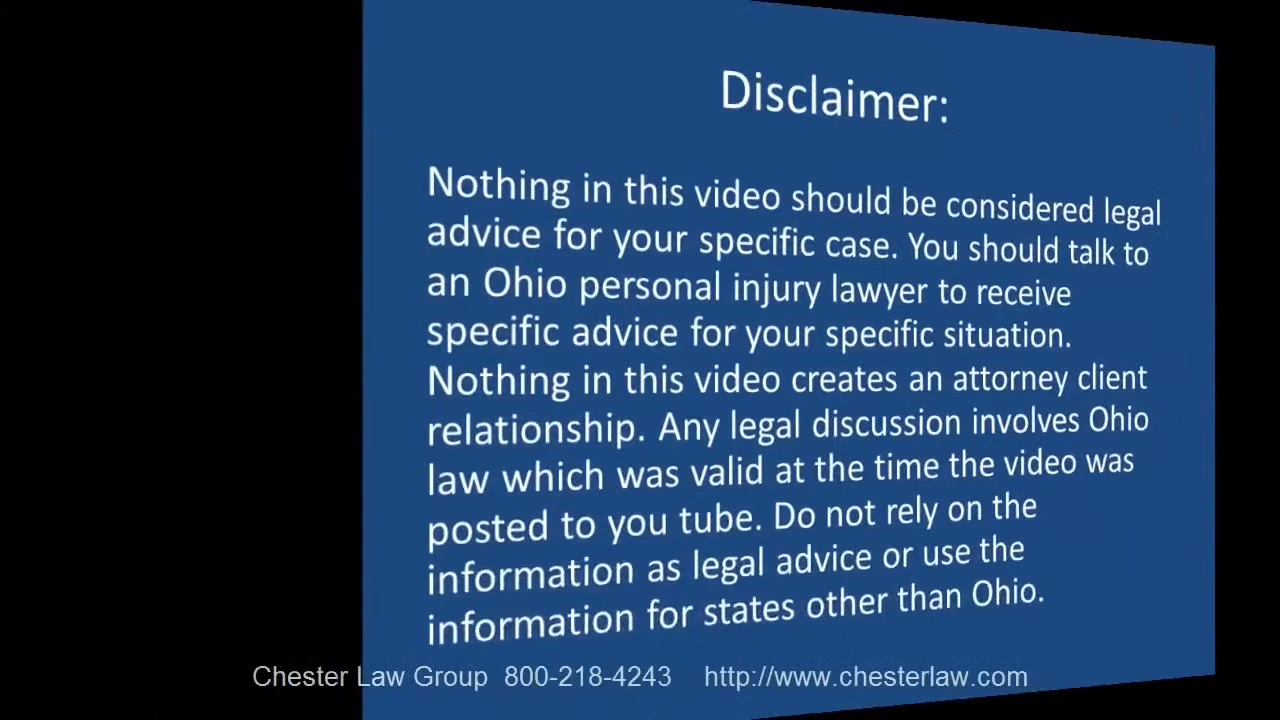 Disclaimer:
Nothing in this video should be considered legal
advice for your specific case. You should talk to
an Ohio personal injury lawyer to receive
specific advice for your specific situation.
Nothing in this video creates an attorney client
relationship. Any legal discussion involves Ohio
law which was valid at the time the video was
posted to you tube. Do not rely on the
information as legal advice or use the
information for states other than Ohio.
Chester Law Group 800-218-4243 http://www.chesterlaw.com